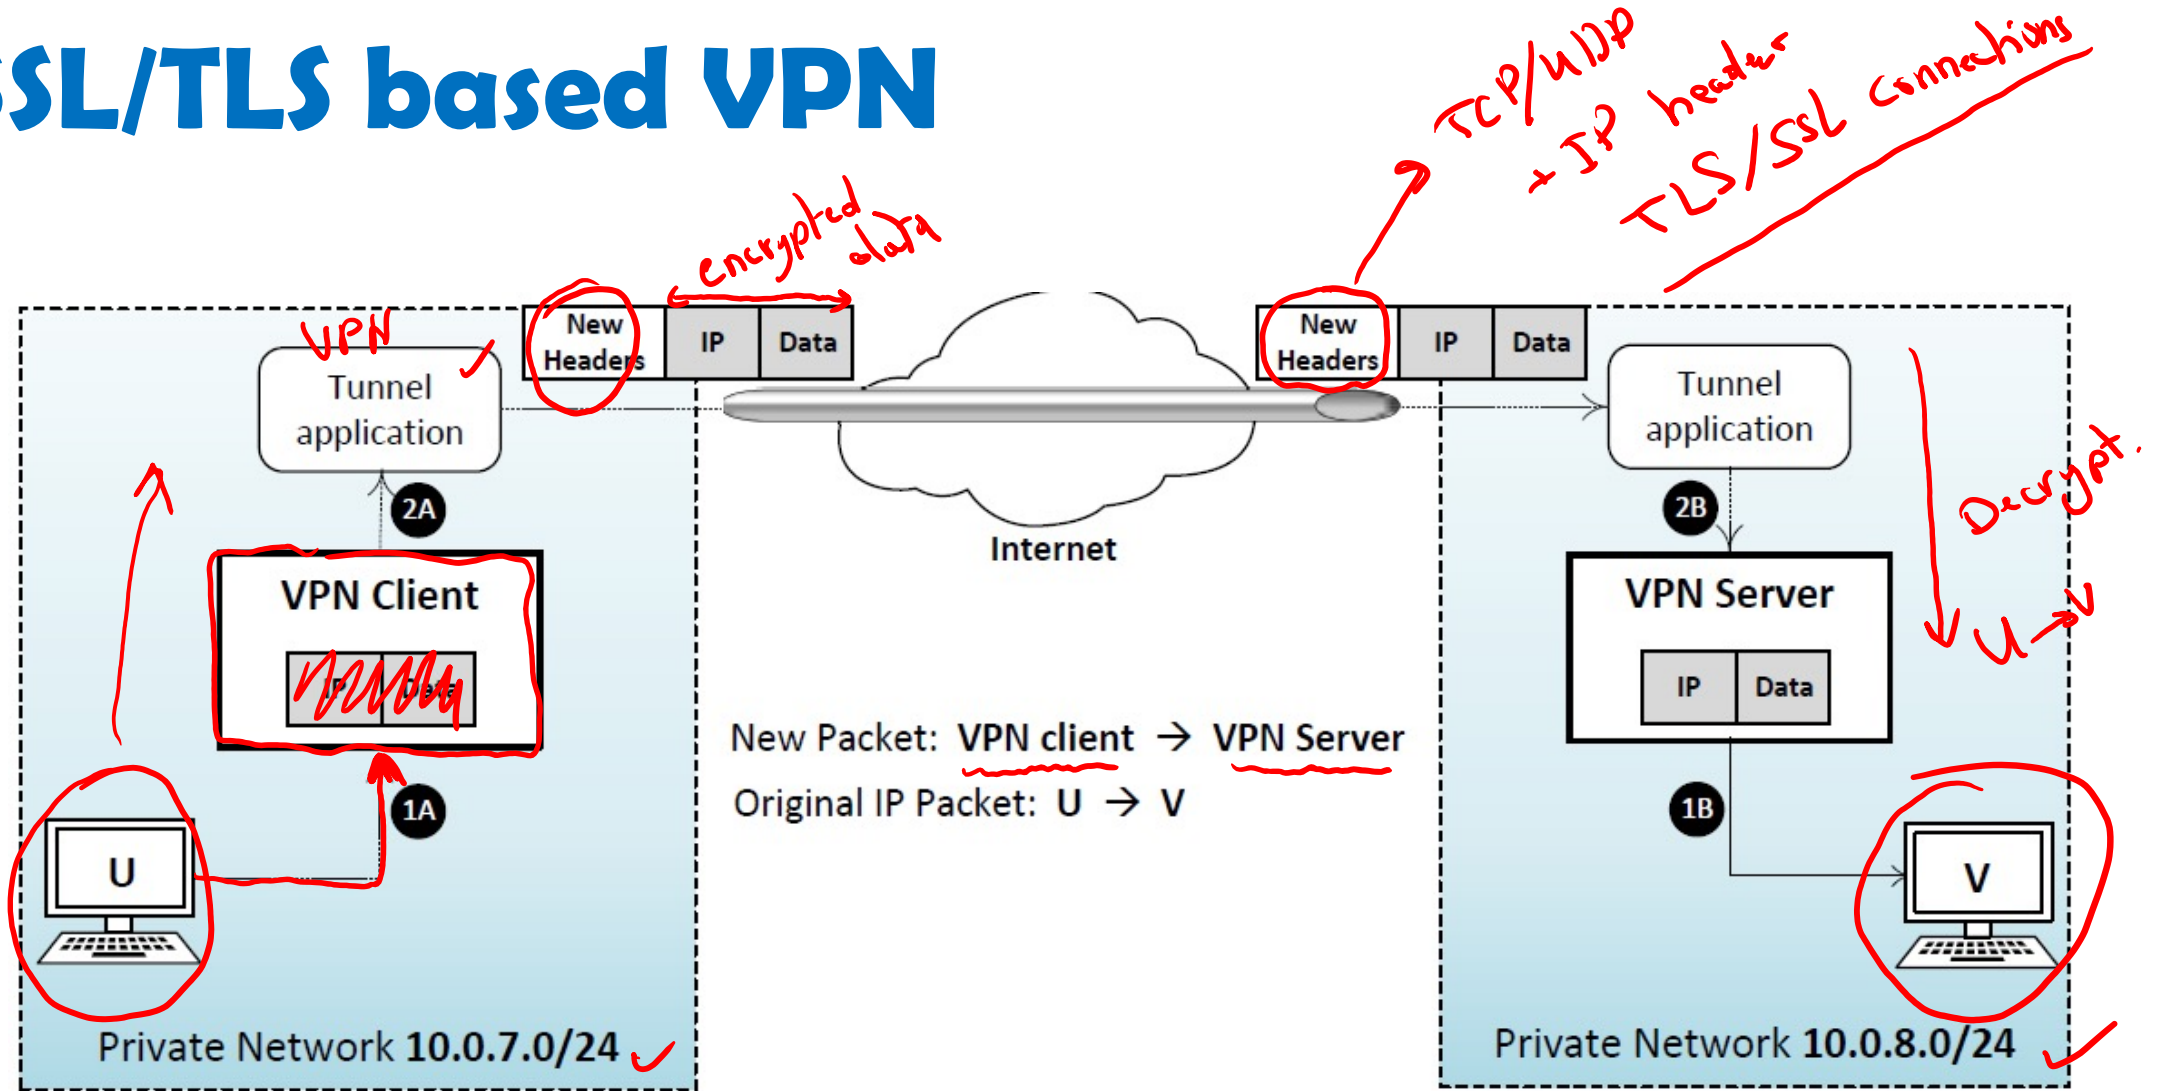 SSL/TLS based VPN
TCP/UDP
+ IP header
TLS/SSL connections
encrypted
data
New
Headers
IP
Data
New
Headers
IP
Data
VPN
Tunnel
application
Tunnel
application
2A
2B
Decrypt.
Internet
VPN Client
IP
Data
VPN Server
IP
Data
U → V
New Packet: VPN client → VPN Server
Original IP Packet: U → V
1A
1B
U
V
Private Network 10.0.7.0/24
Private Network 10.0.8.0/24